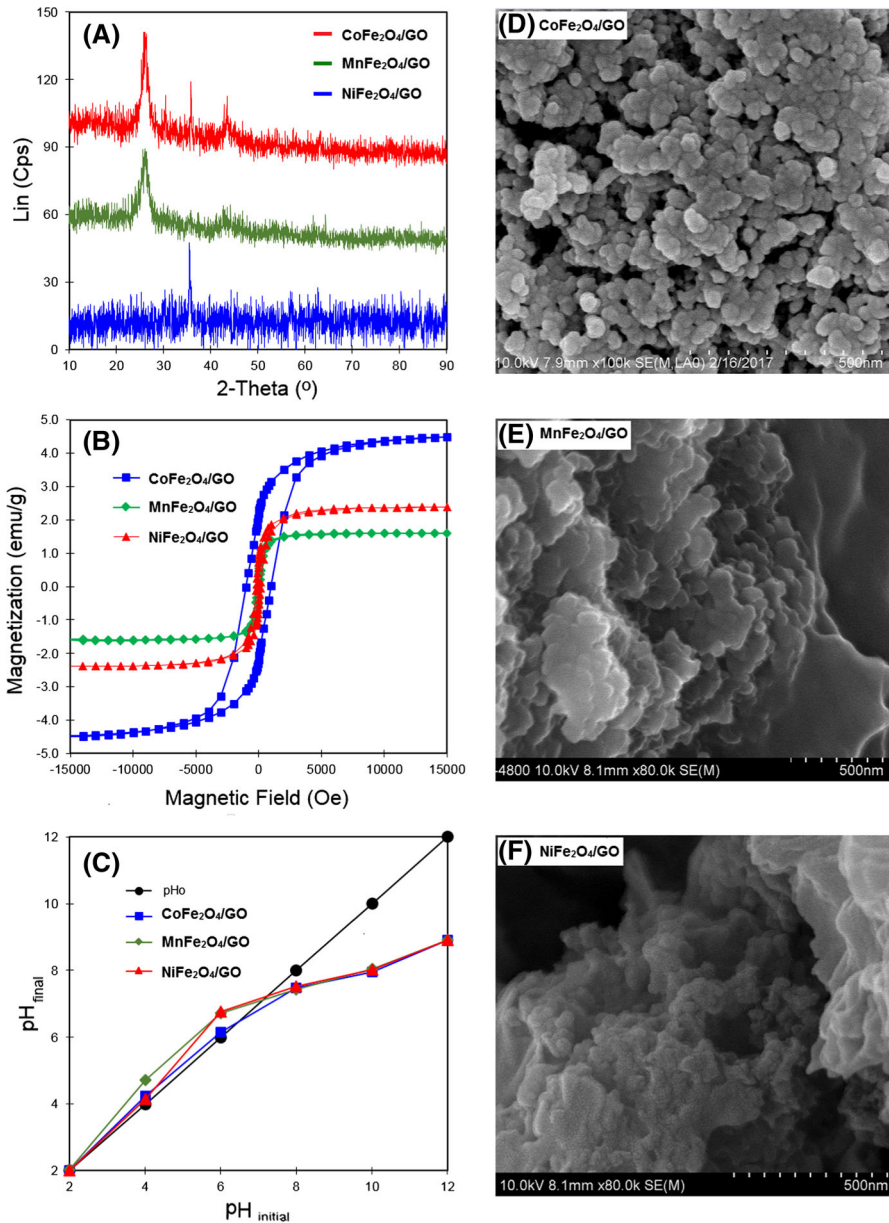 (A)
CoFe₂O₄/GO
MnFe₂O₄/GO
NiFe₂O₄/GO
150
120
90
60
30
0
Lin (Cps)
10 20 30 40 50 60 70 80 90
2-Theta (º)
(D) CoFe₂O₄/GO
10.0kV 7.9mm x100k SE(M,LA0) 2/16/2017 500nm
(B)
CoFe₂O₄/GO
MnFe₂O₄/GO
NiFe₂O₄/GO
5.0
4.0
3.0
2.0
1.0
0.0
-1.0
-2.0
-3.0
-4.0
-5.0
Magnetization (emu/g)
-15000 -10000 -5000 0 5000 10000 15000
Magnetic Field (Oe)
(E) MnFe₂O₄/GO
-4800 10.0kV 8.1mm x80.0k SE(M) 500nm
(C)
pHo
CoFe₂O₄/GO
MnFe₂O₄/GO
NiFe₂O₄/GO
12
10
8
6
4
2
pH final
2 4 6 8 10 12
pH initial
(F) NiFe₂O₄/GO
10.0kV 8.1mm x80.0k SE(M) 500nm